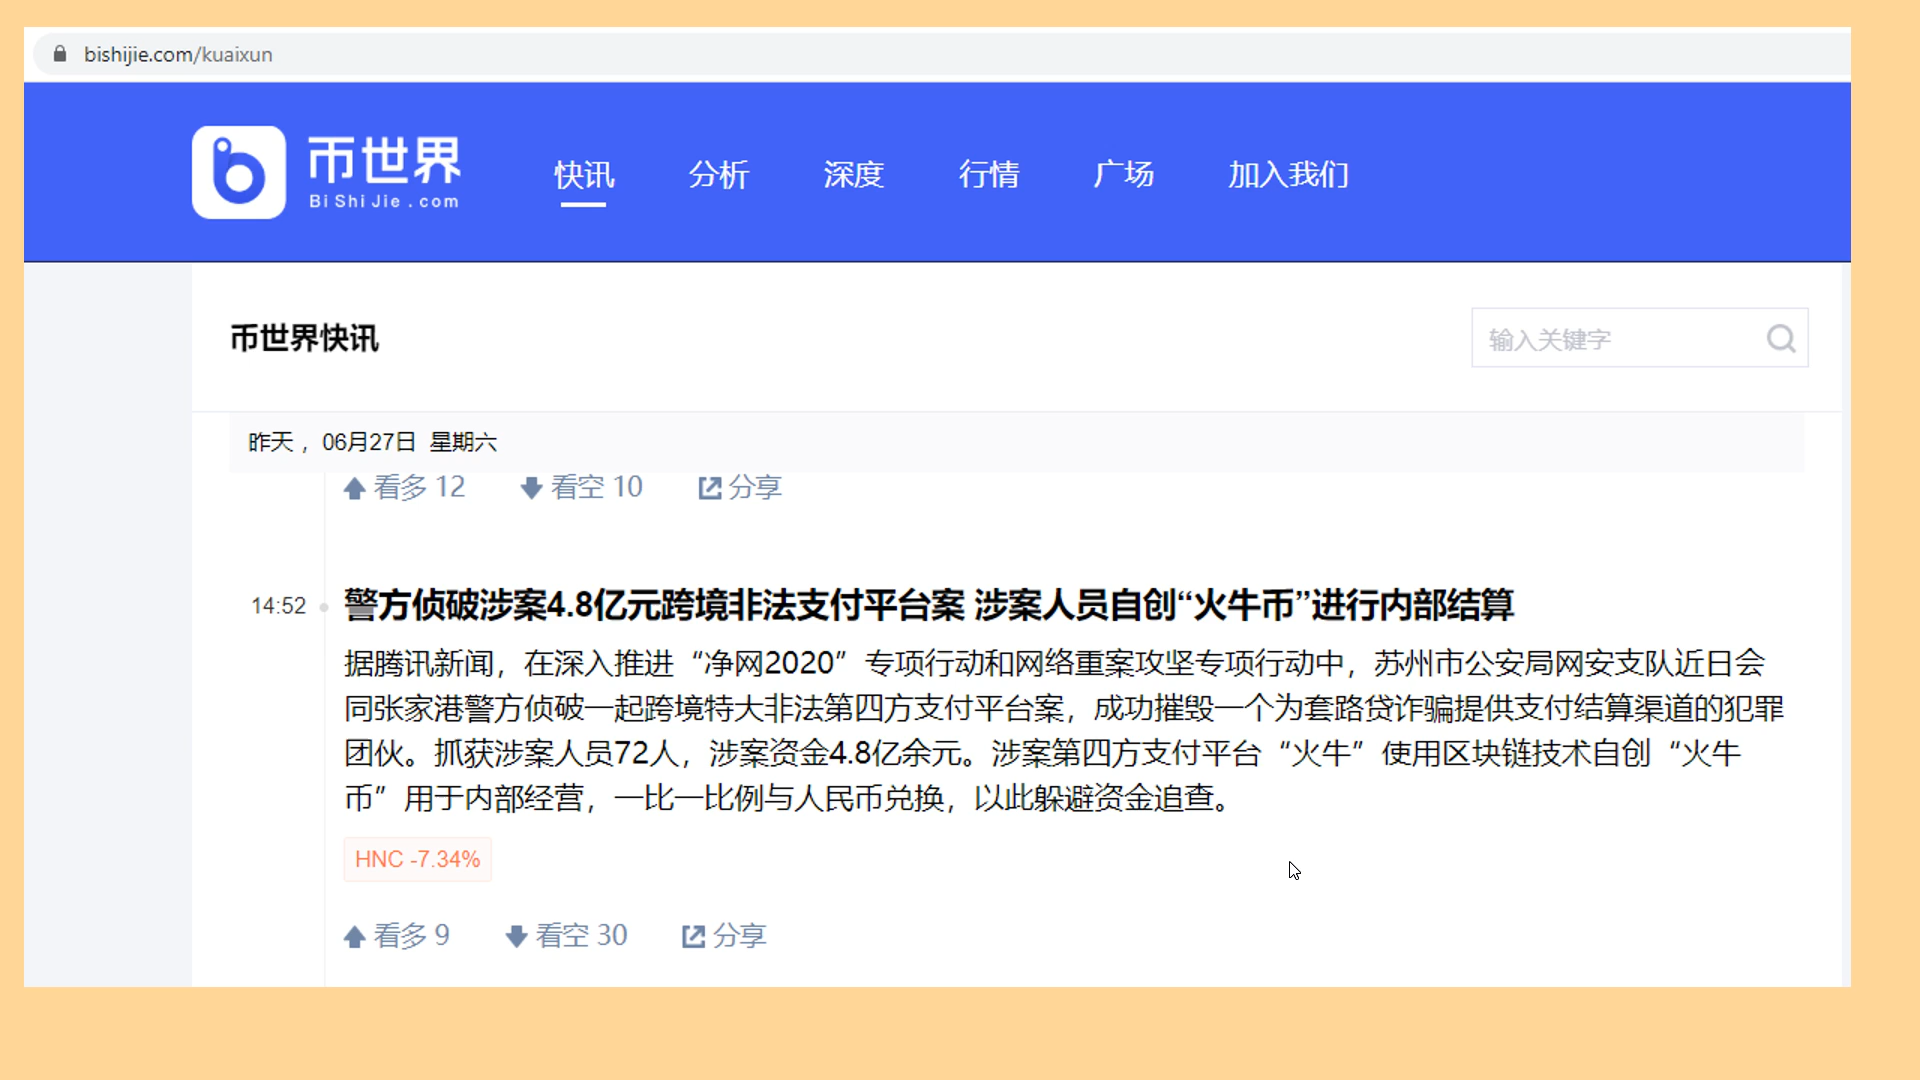 bishijie.com/kuaixun
币世界
BiShiJie.com
快讯 分析 深度 行情 广场 加入我们
币世界快讯
输入关键字
昨天，06月27日 星期六
看多 12 看空 10 分享
14:52
警方侦破涉案4.8亿元跨境非法支付平台案 涉案人员自创“火牛币”进行内部结算
据腾讯新闻，在深入推进“净网2020”专项行动和网络重案攻坚专项行动中，苏州市公安局网安支队近日会
同张家港警方侦破一起跨境特大非法第四方支付平台案，成功摧毁一个为套路贷诈骗提供支付结算渠道的犯罪
团伙。抓获涉案人员72人，涉案资金4.8亿余元。涉案第四方支付平台“火牛”使用区块链技术自创“火牛
币”用于内部经营，一比一比例与人民币兑换，以此躲避资金追查。
HNC -7.34%
看多 9 看空 30 分享